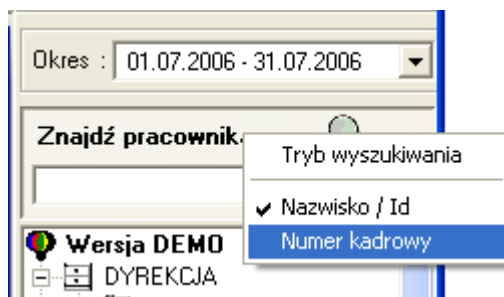 Okres : 01.07.2006 - 31.07.2006
Znajdź pracownik
Tryb wyszukiwania
Nazwisko / Id
Numer kadrowy
Wersja DEMO
DYREKCJA